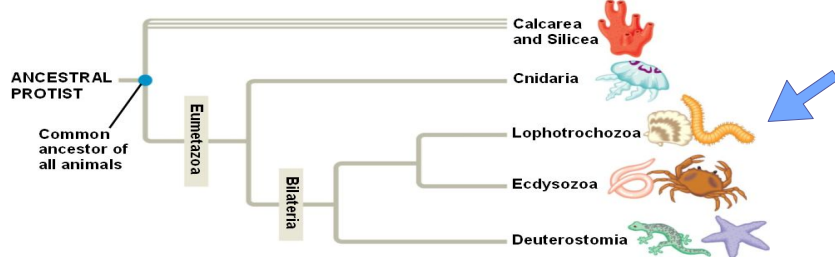 Calcarea
and Silicea
ANCESTRAL
PROTIST
Cnidaria
Eumetazoa
Common
ancestor of
all animals
Lophotrochozoa
Bilateria
Ecdysozoa
Deuterostomia